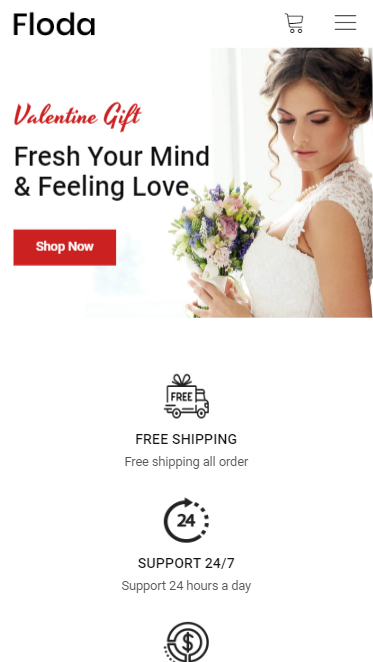 Floda
Valentine Gift
Fresh Your Mind
& Feeling Love
Shop Now
FREE
FREE SHIPPING
Free shipping all order
24
SUPPORT 24/7
Support 24 hours a day
$